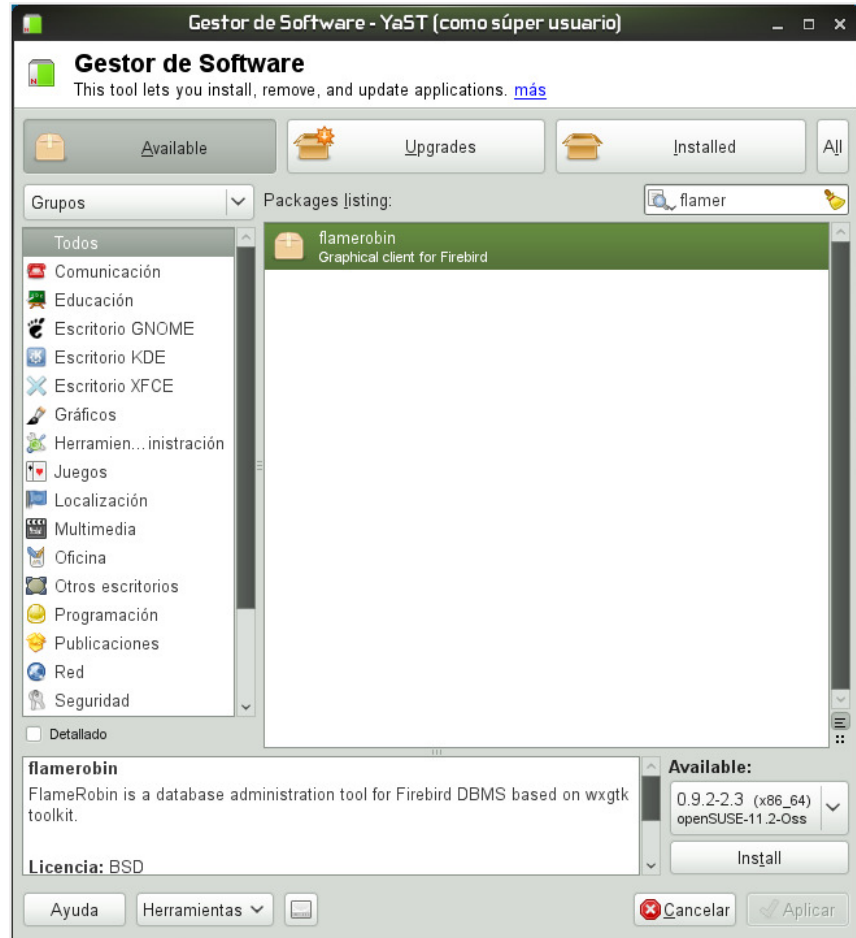 Gestor de Software - YaST (como súper usuario)
Gestor de Software
This tool lets you install, remove, and update applications. más
Available
Upgrades
Installed
All
Grupos
Packages listing:
flamer
Todos
Comunicación
Educación
Escritorio GNOME
Escritorio KDE
Escritorio XFCE
Gráficos
Herramien...inistración
Juegos
Localización
Multimedia
Oficina
Otros escritorios
Programación
Publicaciones
Red
Seguridad
flamerobin
Graphical client for Firebird
Detallado
flamerobin
FlameRobin is a database administration tool for Firebird DBMS based on wxgtk
toolkit.
Licencia: BSD
Available:
0.9.2-2.3 (x86_64)
openSUSE-11.2-Oss
Install
Ayuda
Herramientas
Cancelar
Aplicar